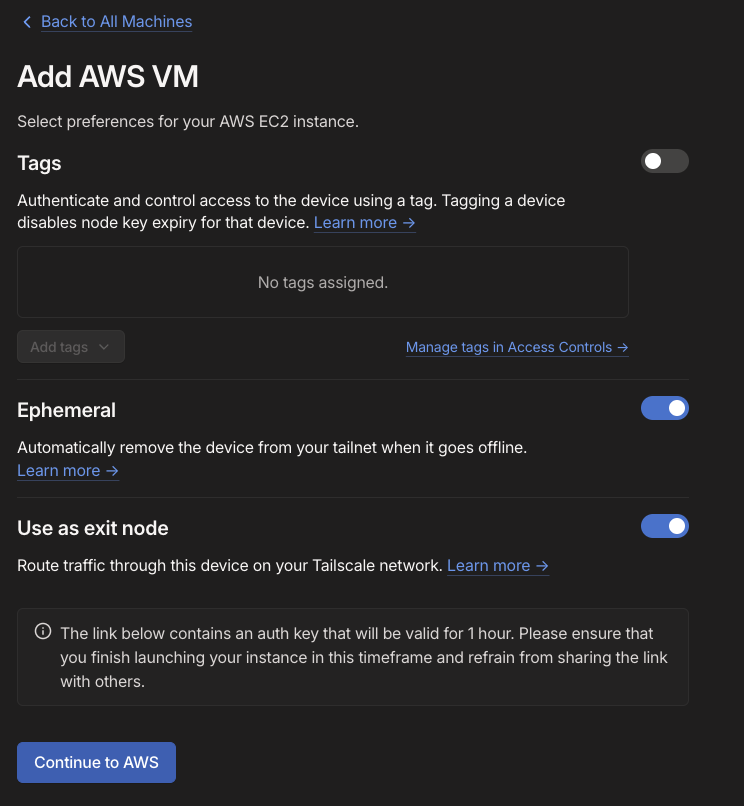 Back to All Machines
Add AWS VM
Select preferences for your AWS EC2 instance.
Tags
Authenticate and control access to the device using a tag. Tagging a device
disables node key expiry for that device. Learn more →
No tags assigned.
Add tags
Manage tags in Access Controls →
Ephemeral
Automatically remove the device from your tailnet when it goes offline.
Learn more →
Use as exit node
Route traffic through this device on your Tailscale network. Learn more →
The link below contains an auth key that will be valid for 1 hour. Please ensure that
you finish launching your instance in this timeframe and refrain from sharing the link
with others.
Continue to AWS